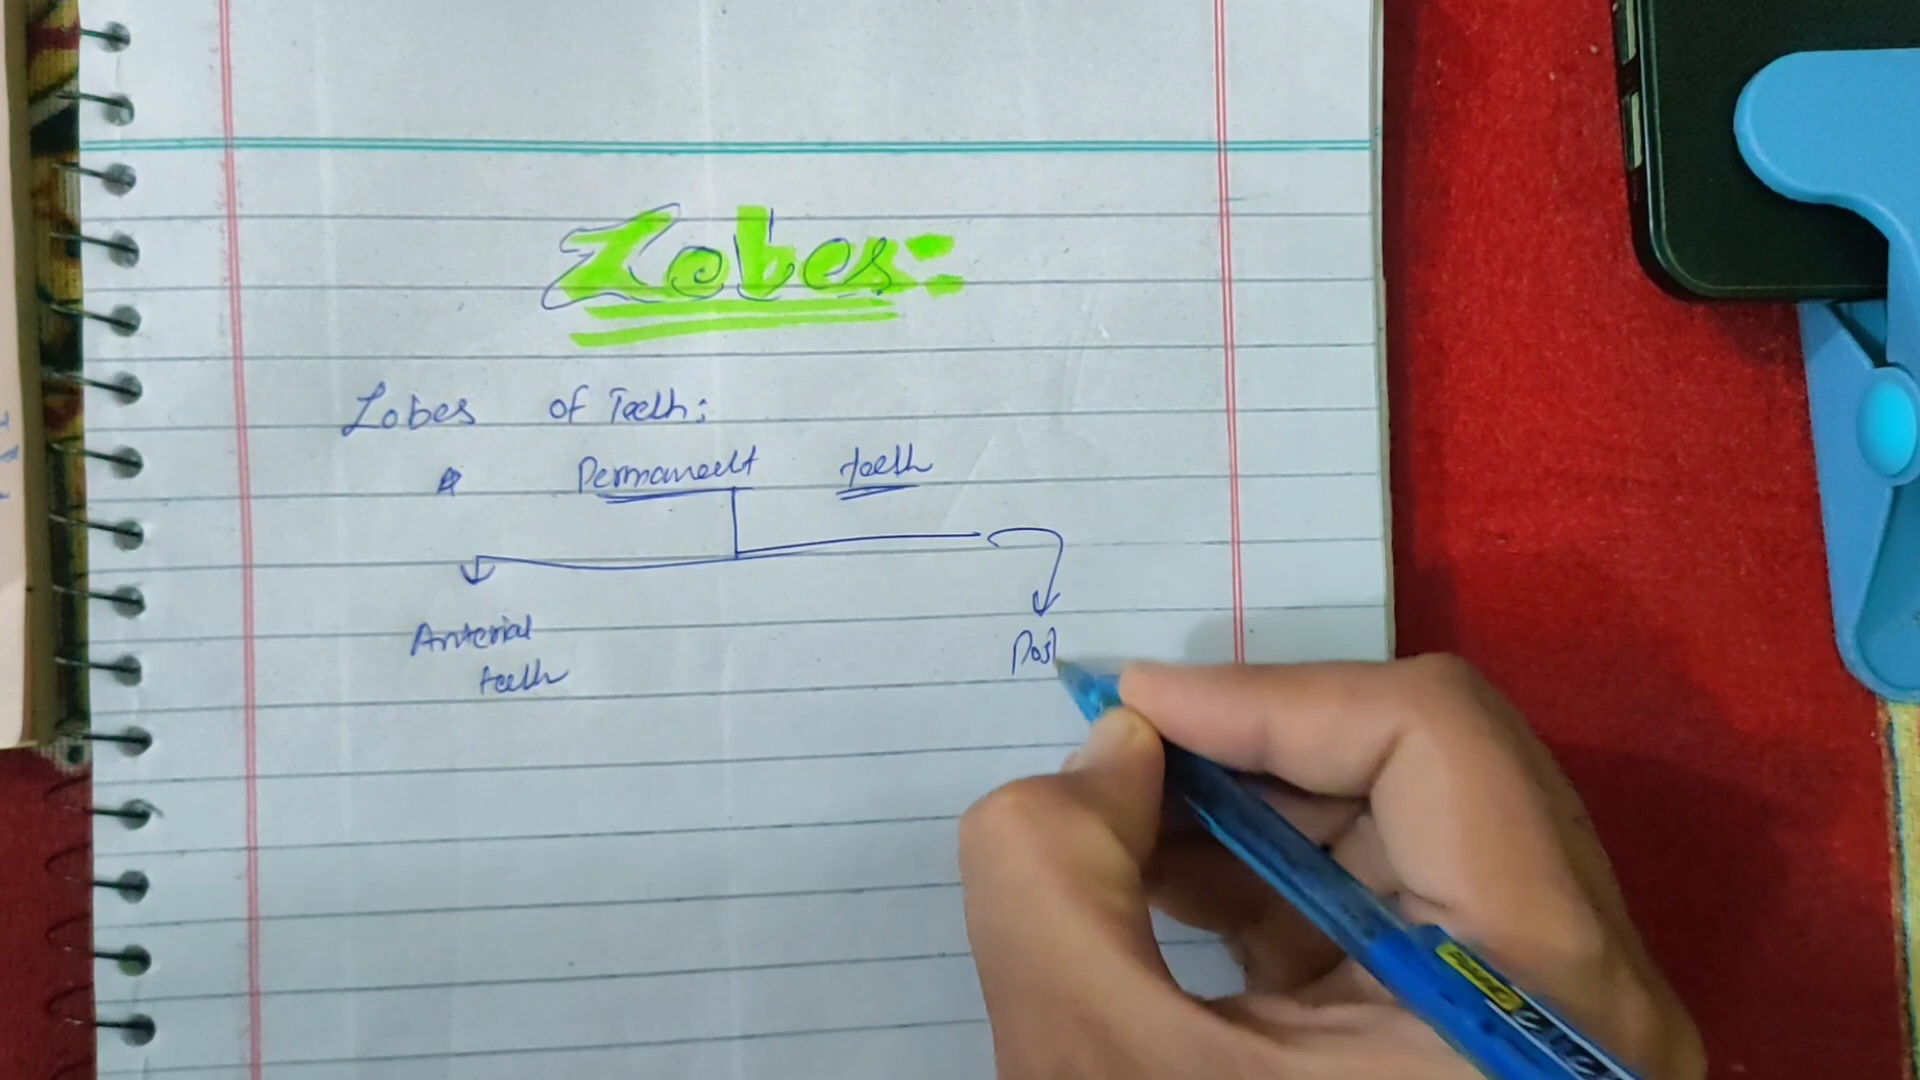 Lobes:
Lobes of Teeth:
Permanent teeth
Anterial
teeth
Post